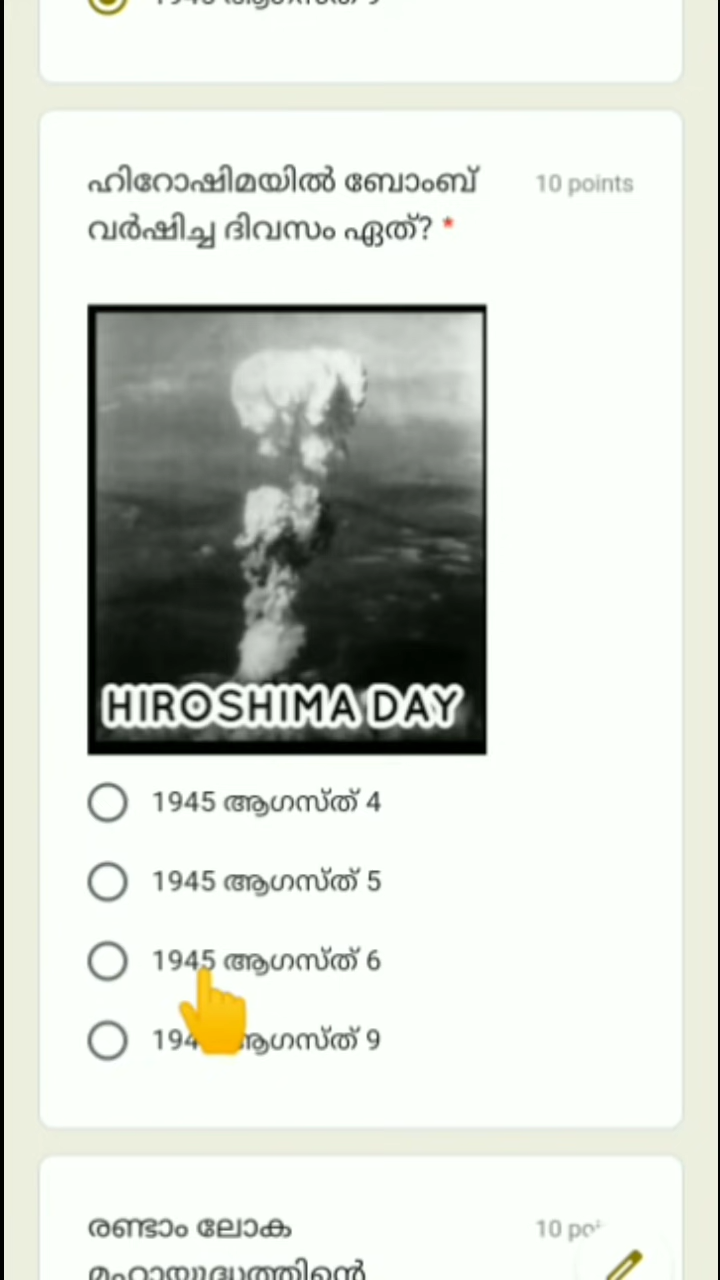 ഹിറോഷിമയിൽ ബോംബ് 10 points
വർഷിച്ച ദിവസം ഏത്? *
HIROSHIMA DAY
1945 ആഗസ്ത് 4
1945 ആഗസ്ത് 5
1945 ആഗസ്ത് 6
ആഗസ്ത് 9
രണ്ടാം ലോക 10